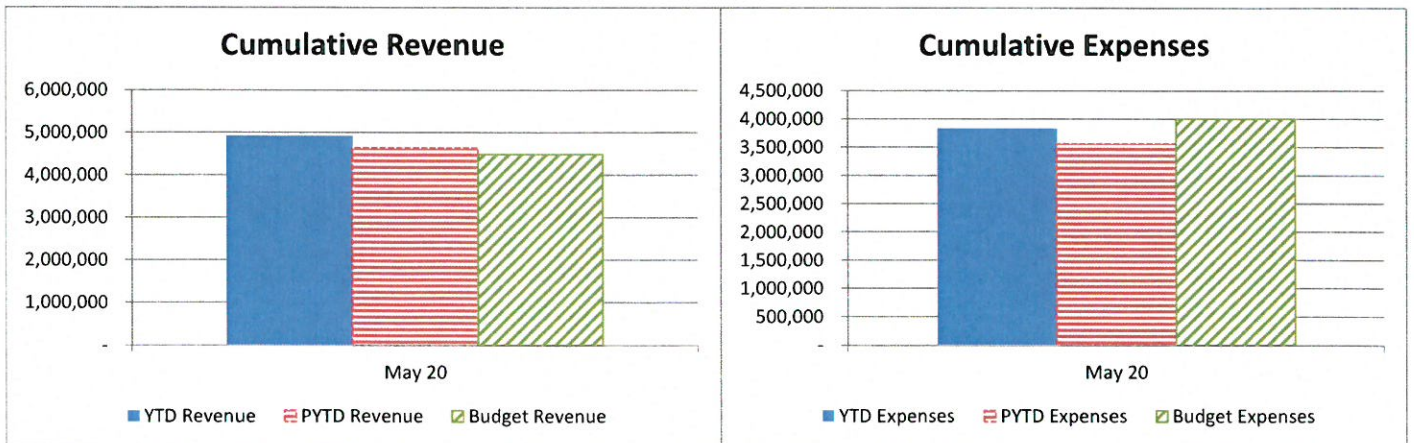 Cumulative Revenue
6,000,000
5,000,000
4,000,000
3,000,000
2,000,000
1,000,000
-
May 20
YTD Revenue PYTD Revenue Budget Revenue
Cumulative Expenses
4,500,000
4,000,000
3,500,000
3,000,000
2,500,000
2,000,000
1,500,000
1,000,000
500,000
-
May 20
YTD Expenses PYTD Expenses Budget Expenses